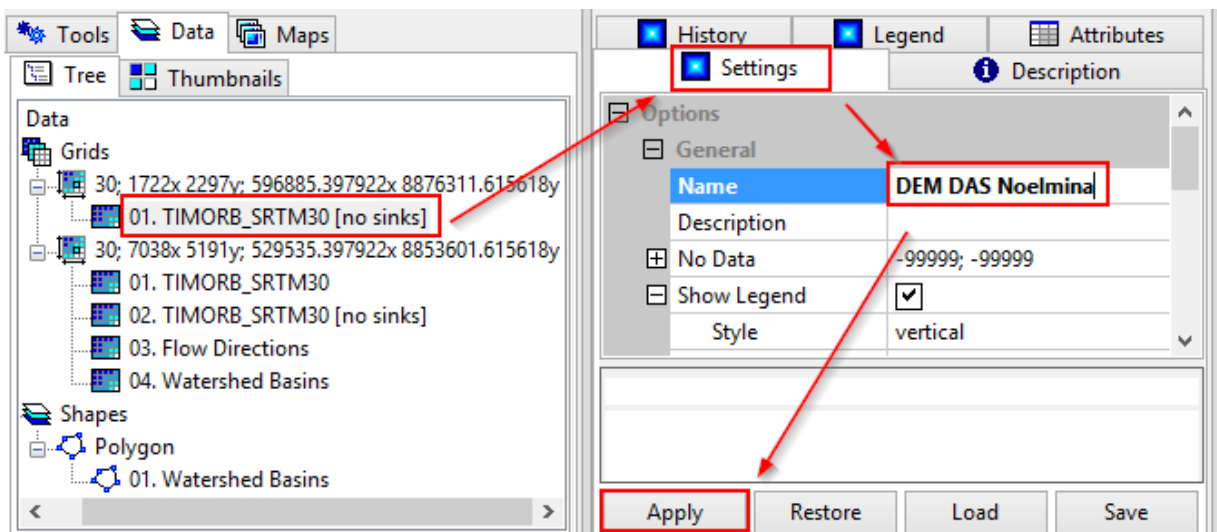 Tools Data Maps
Tree Thumbnails
Data
Grids
30; 1722x 2297y; 596885.397922x 8876311.615618y
01. TIMORB_SRTM30 [no sinks]
30; 7038x 5191y; 529535.397922x 8853601.615618y
01. TIMORB_SRTM30
02. TIMORB_SRTM30 [no sinks]
03. Flow Directions
04. Watershed Basins
Shapes
Polygon
01. Watershed Basins
History Legend Attributes
Settings Description
Options
General
Name DEM DAS Noelmina
Description
No Data -99999; -99999
Show Legend
Style vertical
Apply Restore Load Save